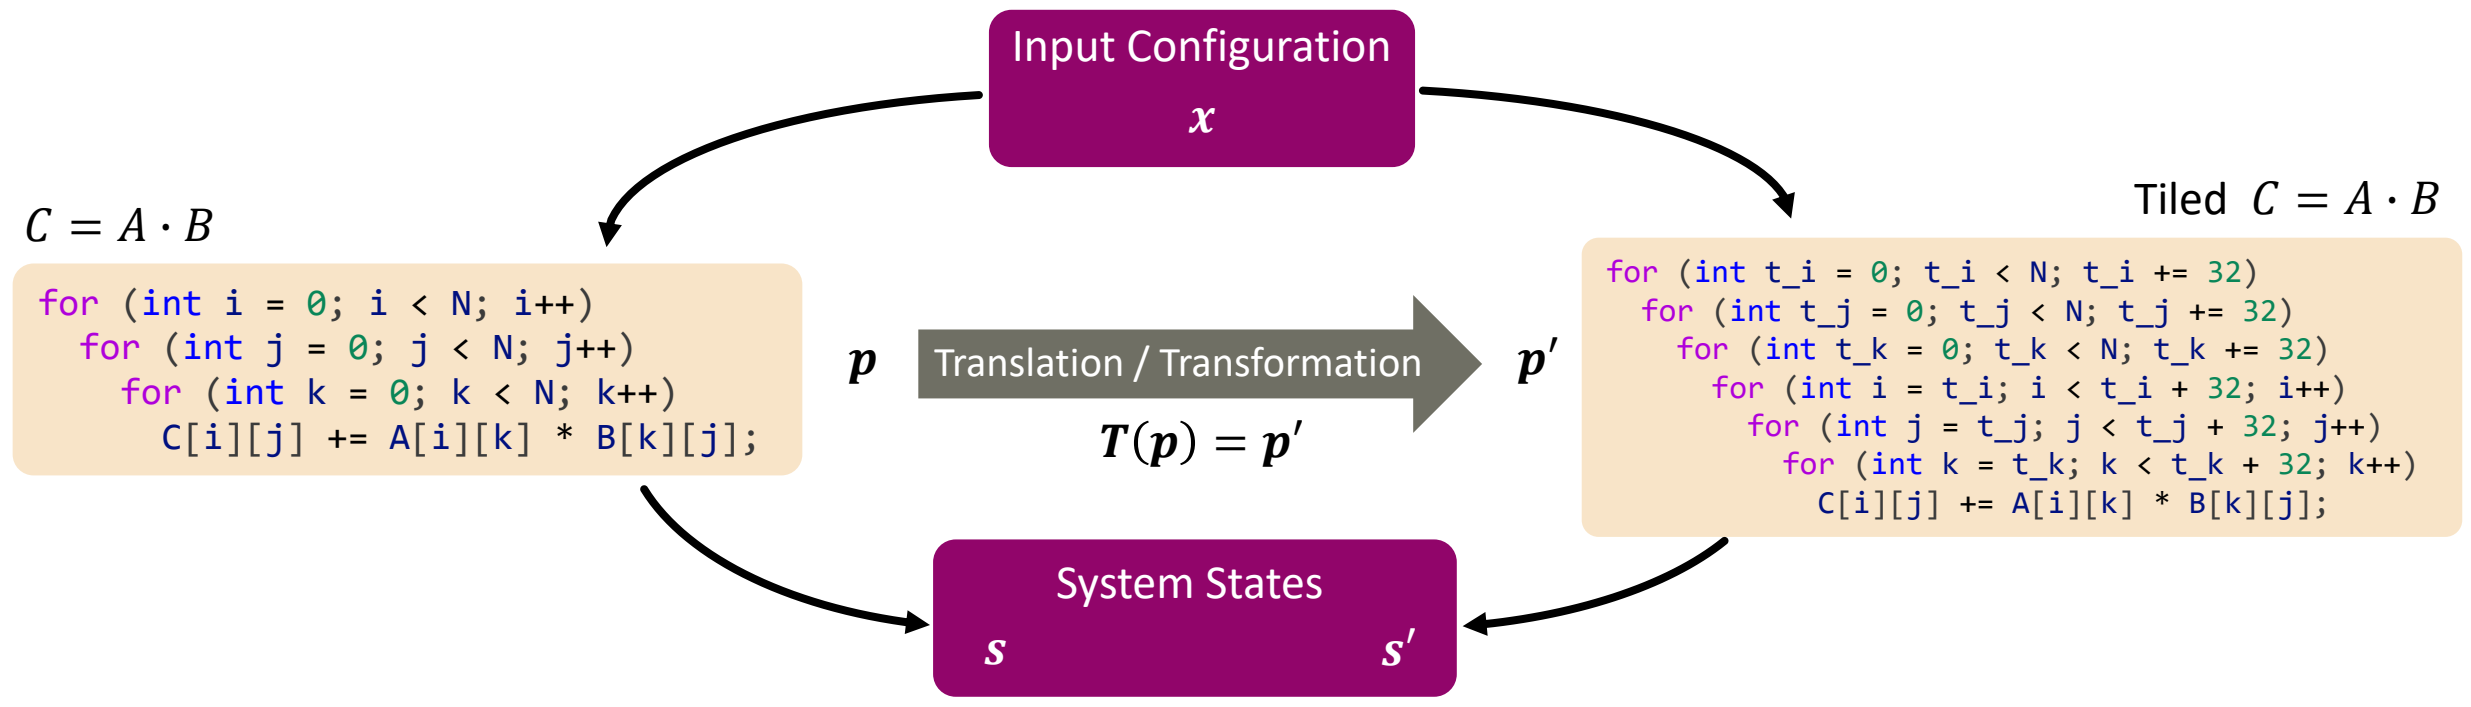 Input Configuration
x
C = A · B
for (int i = 0; i < N; i++)
for (int j = 0; j < N; j++)
for (int k = 0; k < N; k++)
C[i][j] += A[i][k] * B[k][j];
p
Translation / Transformation
T(p) = p′
p′
Tiled C = A · B
for (int t_i = 0; t_i < N; t_i += 32)
for (int t_j = 0; t_j < N; t_j += 32)
for (int t_k = 0; t_k < N; t_k += 32)
for (int i = t_i; i < t_i + 32; i++)
for (int j = t_j; j < t_j + 32; j++)
for (int k = t_k; k < t_k + 32; k++)
C[i][j] += A[i][k] * B[k][j];
System States
s s′